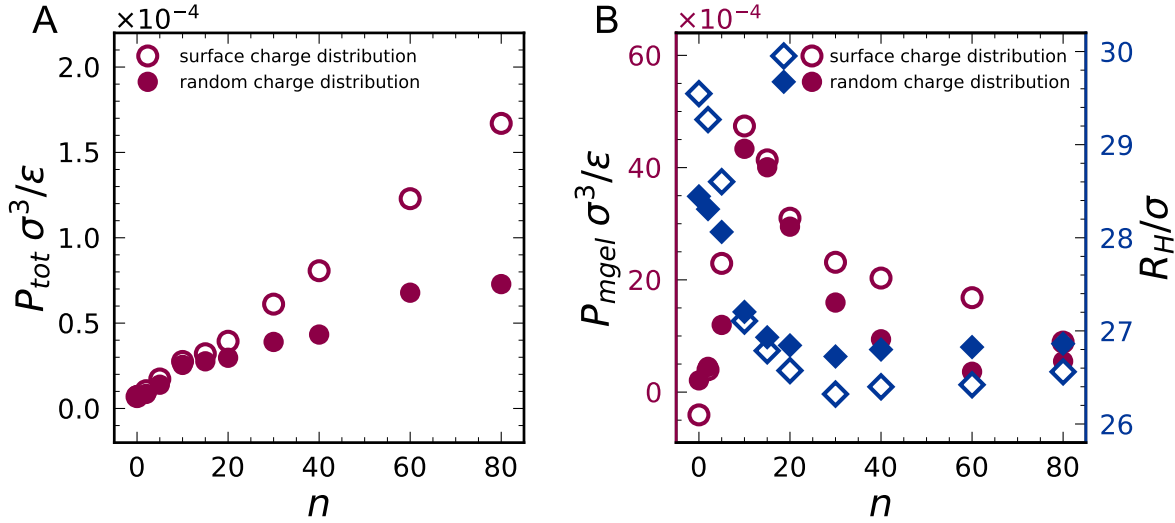 A
×10⁻⁴
surface charge distribution
random charge distribution
2.0
1.5
1.0
0.5
0.0
P_tot σ³/ε
0 20 40 60 80
n
B
×10⁻⁴
surface charge distribution
random charge distribution
60
40
20
0
P_mgel σ³/ε
30
29
28
27
26
R_H/σ
0 20 40 60 80
n